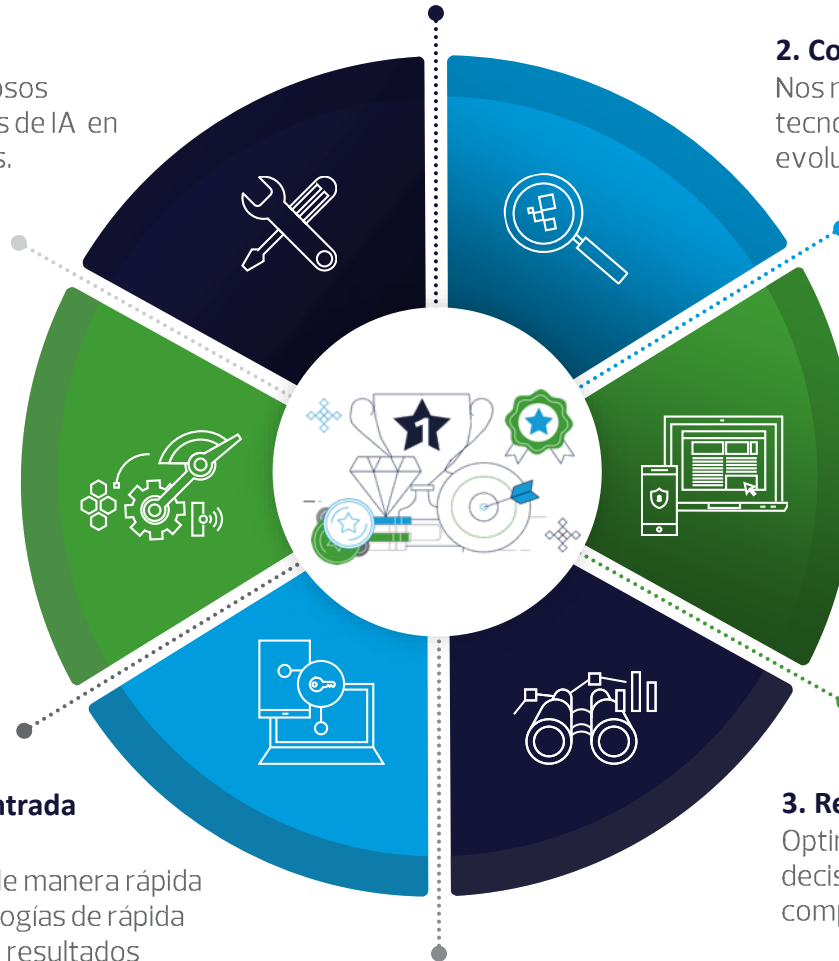 s de IA en
s.
2. Co
Nos
tecno
evolu
1
ntrada
de manera rápida
ogías de rápida
resultados
3. Re
Optin
decis
comp